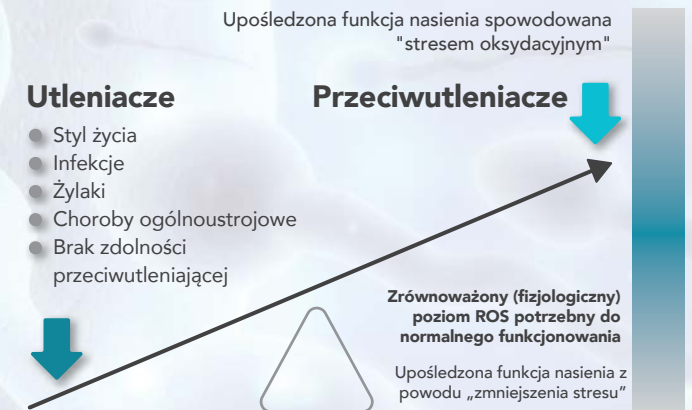 Upośledzona funkcja nasienia spowodowana
"stresem oksydacyjnym"
Utleniacze
Przeciwutleniacze
Styl życia
Infekcje
Żylaki
Choroby ogólnoustrojowe
Brak zdolności
przeciwutleniającej
Zrównoważony (fizjologiczny)
poziom ROS potrzebny do
normalnego funkcjonowania
Upośledzona funkcja nasienia z
powodu „zmniejszenia stresu”